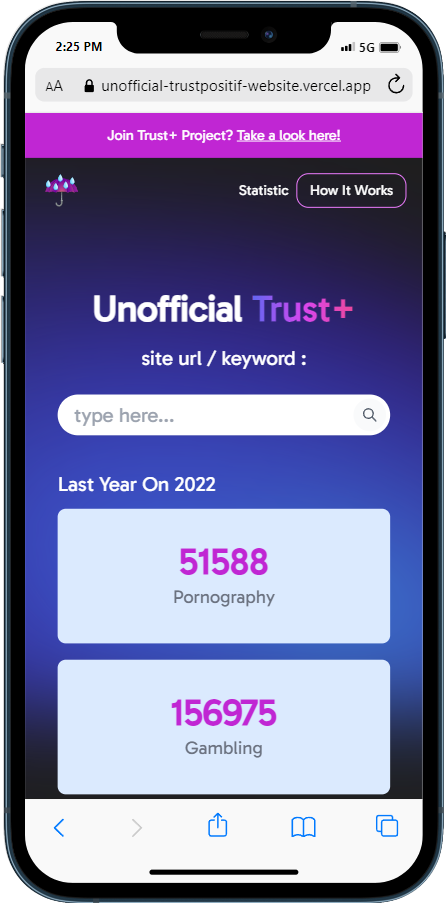 2:25 PM 5G
AA unofficial-trustpositif-website.vercel.app
Join Trust+ Project? Take a look here!
Statistic How It Works
Unofficial Trust+
site url / keyword :
type here...
Last Year On 2022
51588
Pornography
156975
Gambling